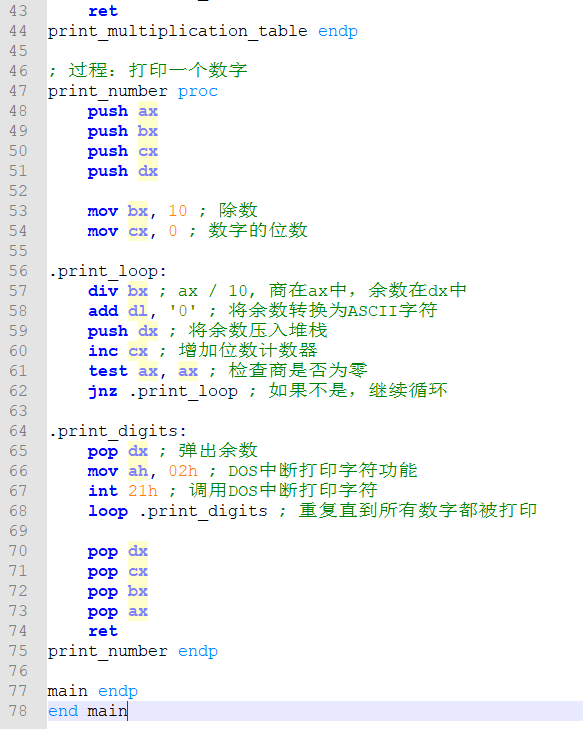 43 ret
44 print_multiplication_table endp
45
46 ; 过程：打印一个数字
47 print_number proc
48 push ax
49 push bx
50 push cx
51 push dx
52
53 mov bx, 10 ; 除数
54 mov cx, 0 ; 数字的位数
55
56 .print_loop:
57 div bx ; ax / 10, 商在ax中，余数在dx中
58 add dl, '0' ; 将余数转换为ASCII字符
59 push dx ; 将余数压入堆栈
60 inc cx ; 增加位数计数器
61 test ax, ax ; 检查商是否为零
62 jnz .print_loop ; 如果不是，继续循环
63
64 .print_digits:
65 pop dx ; 弹出余数
66 mov ah, 02h ; DOS中断打印字符功能
67 int 21h ; 调用DOS中断打印字符
68 loop .print_digits ; 重复直到所有数字都被打印
69
70 pop dx
71 pop cx
72 pop bx
73 pop ax
74 ret
75 print_number endp
76
77 main endp
78 end main